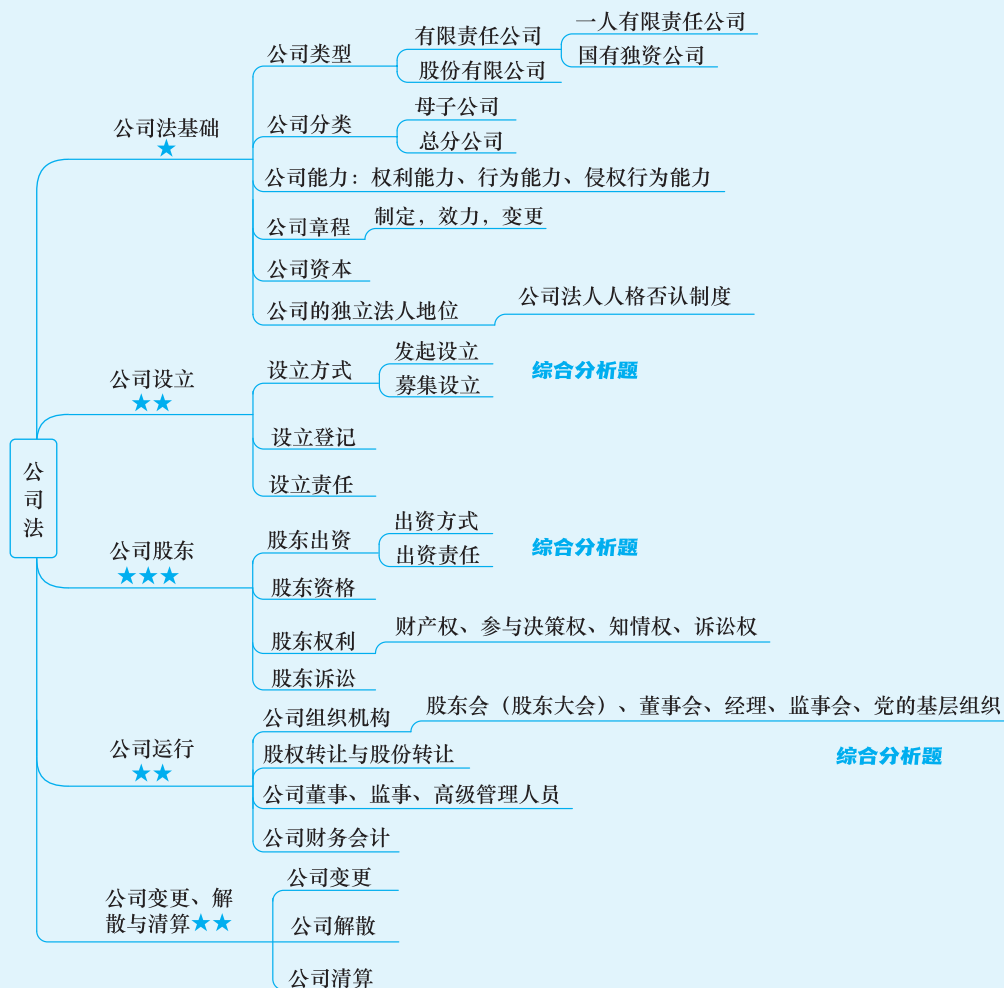 公司法
公司法基础
★
公司类型
有限责任公司
一人有限责任公司
国有独资公司
股份有限公司
公司分类
母子公司
总分公司
公司能力：权利能力、行为能力、侵权行为能力
公司章程
制定，效力，变更
公司资本
公司的独立法人地位
公司法人人格否认制度
公司设立
★★
设立方式
发起设立
募集设立
综合分析题
设立登记
设立责任
公司股东
★★★
股东出资
出资方式
出资责任
综合分析题
股东资格
股东权利
财产权、参与决策权、知情权、诉讼权
股东诉讼
公司运行
★★
公司组织机构
股东会（股东大会）、董事会、经理、监事会、党的基层组织
综合分析题
股权转让与股份转让
公司董事、监事、高级管理人员
公司财务会计
公司变更、解
散与清算★★
公司变更
公司解散
公司清算